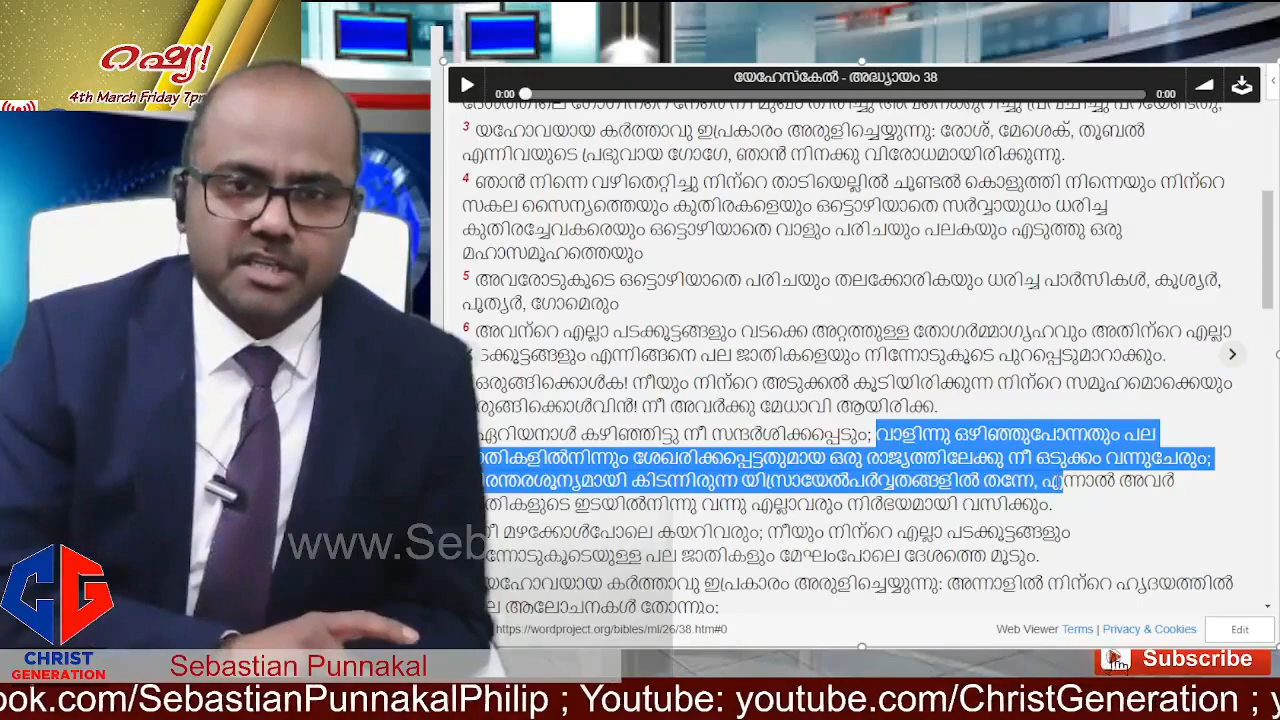 റഷ്യ!
4th March Friday 7p
യേഹേസ്കേൽ - അദ്ധ്യായം 38
0:00
0:00
3 യഹോവയായ കർത്താവു ഇപ്രകാരം അരുളിച്ചെയ്യുന്നു: രോശ്, മേശെക്, തൂബൽ
എന്നിവയുടെ പ്രഭുവായ ഗോഗേ, ഞാൻ നിനക്കു വിരോധമായിരിക്കുന്നു.
4 ഞാൻ നിന്നെ വഴിതെറ്റിച്ചു നിന്റെ താടിയെല്ലിൽ ചൂണ്ടൽ കൊളുത്തി നിന്നെയും നിന്റെ
സകല സൈന്യത്തെയും കുതിരകളെയും ഒട്ടൊഴിയാതെ സർവ്വായുധം ധരിച്ച
കുതിരച്ചേവകരെയും ഒട്ടൊഴിയാതെ വാളും പരിചയും പലകയും എടുത്തു ഒരു
മഹാസമൂഹത്തെയും
5 അവരോടുകൂടെ ഒട്ടൊഴിയാതെ പരിചയും തലക്കോരികയും ധരിച്ച പാർസികൾ, കൂശ്യർ,
പൂത്യർ, ഗോമെരും
6 അവന്റെ എല്ലാ പടക്കൂട്ടങ്ങളും വടക്കെ അറ്റത്തുള്ള തോഗർമ്മാഗൃഹവും അതിന്റെ എല്ലാ
ടക്കൂട്ടങ്ങളും എന്നിങ്ങനെ പല ജാതികളെയും നിന്നോടുകൂടെ പുറപ്പെടുമാറാക്കും.
ഒരുങ്ങിക്കൊൾക! നീയും നിന്റെ അടുക്കൽ കൂടിയിരിക്കുന്ന നിന്റെ സമൂഹമൊക്കെയും
രുങ്ങിക്കൊൾവിൻ! നീ അവർക്കു മേധാവി ആയിരിക്ക.
ഏറിയനാൾ കഴിഞ്ഞിട്ടു നീ സന്ദർശിക്കപ്പെടും; വാളിന്നു ഒഴിഞ്ഞുപോന്നതും പല
തികളിൽനിന്നും ശേഖരിക്കപ്പെട്ടതുമായ ഒരു രാജ്യത്തിലേക്കു നീ ഒടുക്കം വന്നുചേരും;
രന്തരശൂന്യമായി കിടന്നിരുന്ന യിസ്രായേൽപർവ്വതങ്ങളിൽ തന്നേ, എന്നാൽ അവർ
തികളുടെ ഇടയിൽനിന്നു വന്നു എല്ലാവരും നിർഭയമായി വസിക്കും.
നീ മഴക്കോൾപോലെ കയറിവരും; നീയും നിന്റെ എല്ലാ പടക്കൂട്ടങ്ങളും
ന്നോടുകൂടെയുള്ള പല ജാതികളും മേഘംപോലെ ദേശത്തെ മൂടും.
യഹോവയായ കർത്താവു ഇപ്രകാരം അരുളിച്ചെയ്യുന്നു: അന്നാളിൽ നിന്റെ ഹൃദയത്തിൽ
ല ആലോചനകൾ തോന്നും;
www.Seb
https://wordproject.org/bibles/ml/26/38.htm#0
Web Viewer Terms | Privacy & Cookies
Edit
CG
CHRIST
GENERATION
Sebastian Punnakal
Subscribe
ook.com/SebastianPunnakalPhilip ; Youtube: youtube.com/ChristGeneration ; y